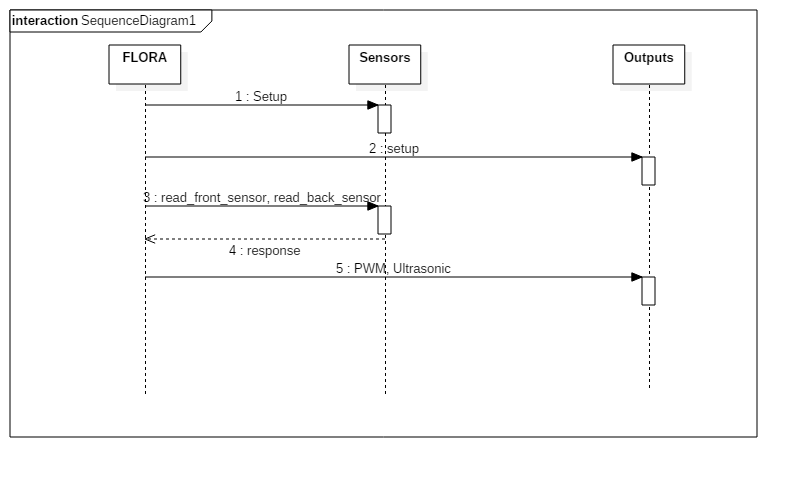 interaction SequenceDiagram1
FLORA
Sensors
Outputs
1 : Setup
2 : setup
3 : read_front_sensor, read_back_sensor
4 : response
5 : PWM, Ultrasonic